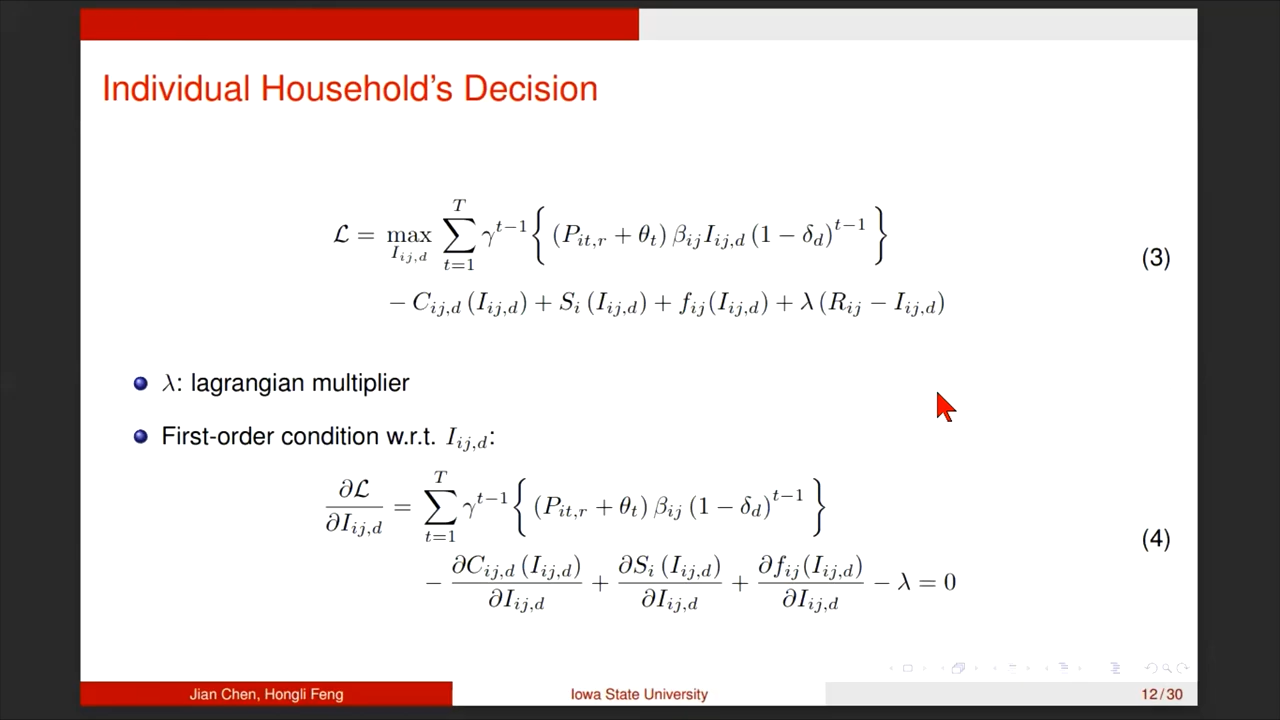 Individual Household's Decision
ℒ = max_{I_{ij,d}} ∑_{t=1}^{T} γ^{t−1} { (P_{it,r} + θ_t) β_{ij} I_{ij,d} (1 − δ_d)^{t−1} }
− C_{ij,d} (I_{ij,d}) + S_i (I_{ij,d}) + f_{ij}(I_{ij,d}) + λ (R_{ij} − I_{ij,d})
(3)
λ: lagrangian multiplier
First-order condition w.r.t. I_{ij,d}:
∂ℒ/∂I_{ij,d} = ∑_{t=1}^{T} γ^{t−1} { (P_{it,r} + θ_t) β_{ij} (1 − δ_d)^{t−1} }
− ∂C_{ij,d} (I_{ij,d})/∂I_{ij,d} + ∂S_i (I_{ij,d})/∂I_{ij,d} + ∂f_{ij}(I_{ij,d})/∂I_{ij,d} − λ = 0
(4)
Jian Chen, Hongli Feng
Iowa State University
12/30